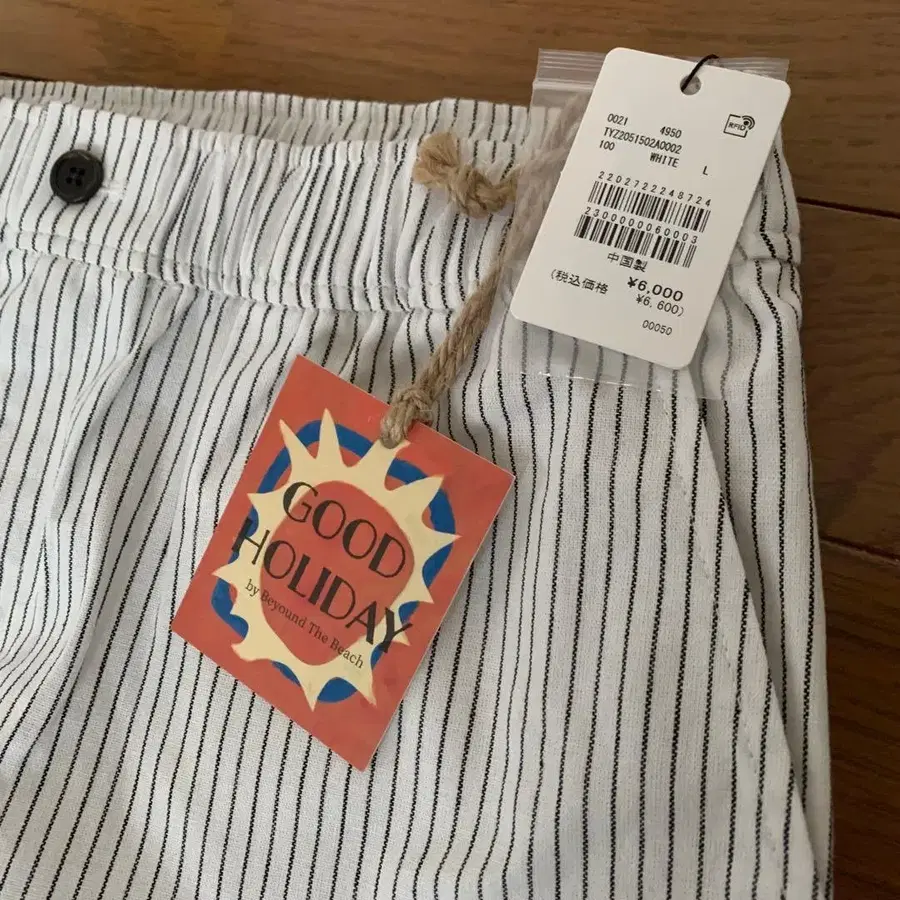 0021 4950
TYZ2051502A0002
100 WHITE L
RFID
2202722248724
2300000060003
中国製
¥6,000
(税込価格 ¥6,600)
00050
GOOD
HOLIDAY
by Beyound The Beach